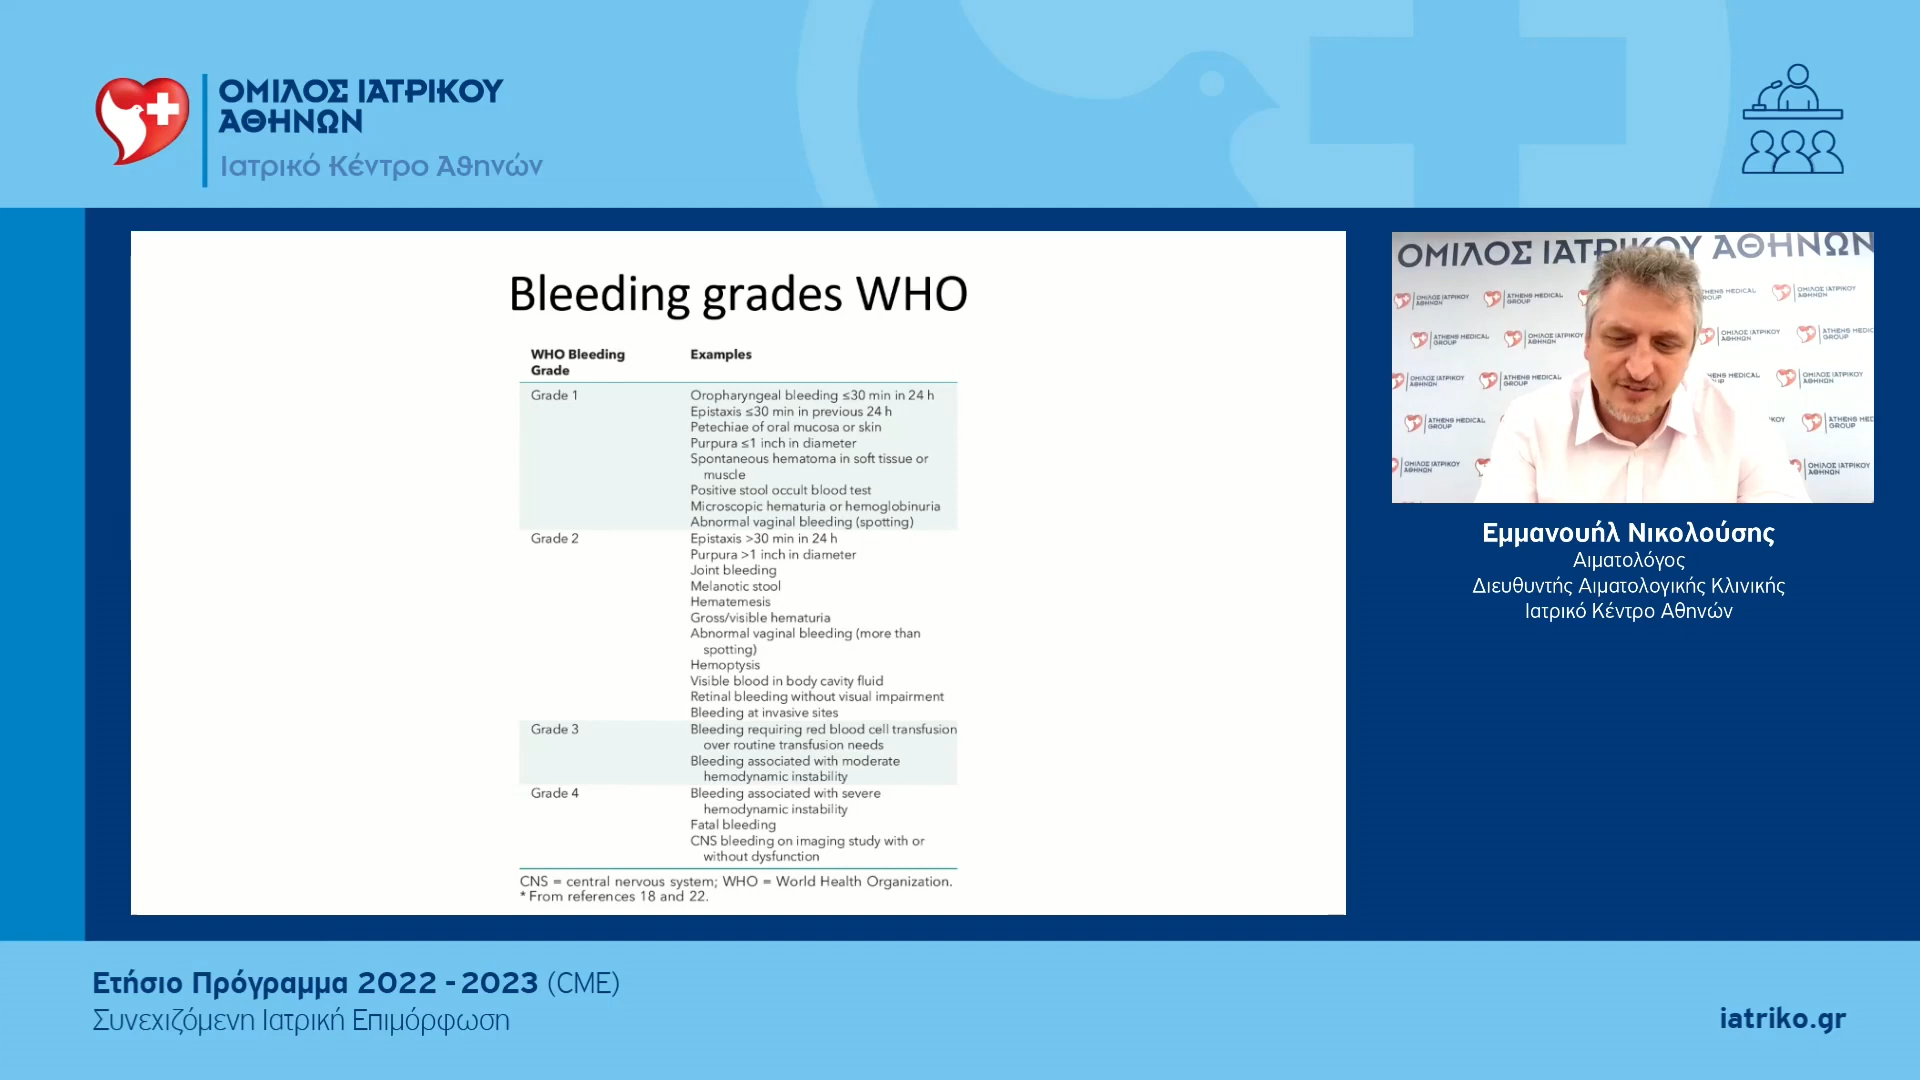 ΟΜΙΛΟΣ ΙΑΤΡΙΚΟΥ
ΑΘΗΝΩΝ
Ιατρικό Κέντρο Αθηνών
Bleeding grades WHO
WHO Bleeding Grade
Examples
Grade 1
Oropharyngeal bleeding ≤30 min in 24 h
Epistaxis ≤30 min in previous 24 h
Petechiae of oral mucosa or skin
Purpura ≤1 inch in diameter
Spontaneous hematoma in soft tissue or
muscle
Positive stool occult blood test
Microscopic hematuria or hemoglobinuria
Abnormal vaginal bleeding (spotting)
Grade 2
Epistaxis >30 min in 24 h
Purpura >1 inch in diameter
Joint bleeding
Melanotic stool
Hematemesis
Gross/visible hematuria
Abnormal vaginal bleeding (more than
spotting)
Hemoptysis
Visible blood in body cavity fluid
Retinal bleeding without visual impairment
Bleeding at invasive sites
Grade 3
Bleeding requiring red blood cell transfusion
over routine transfusion needs
Bleeding associated with moderate
hemodynamic instability
Grade 4
Bleeding associated with severe
hemodynamic instability
Fatal bleeding
CNS bleeding on imaging study with or
without dysfunction
CNS = central nervous system; WHO = World Health Organization.
* From references 18 and 22.
ΟΜΙΛΟΣ ΙΑΤΡΙΚΟΥ ΑΘΗΝΩΝ
ΟΜΙΛΟΣ ΙΑΤΡΙΚΟΥ ΑΘΗΝΩΝ
ATHENS MEDICAL GROUP
Εμμανουήλ Νικολούσης
Αιματολόγος
Διευθυντής Αιματολογικής Κλινικής
Ιατρικό Κέντρο Αθηνών
Ετήσιο Πρόγραμμα 2022 - 2023 (CME)
Συνεχιζόμενη Ιατρική Επιμόρφωση
iatriko.gr